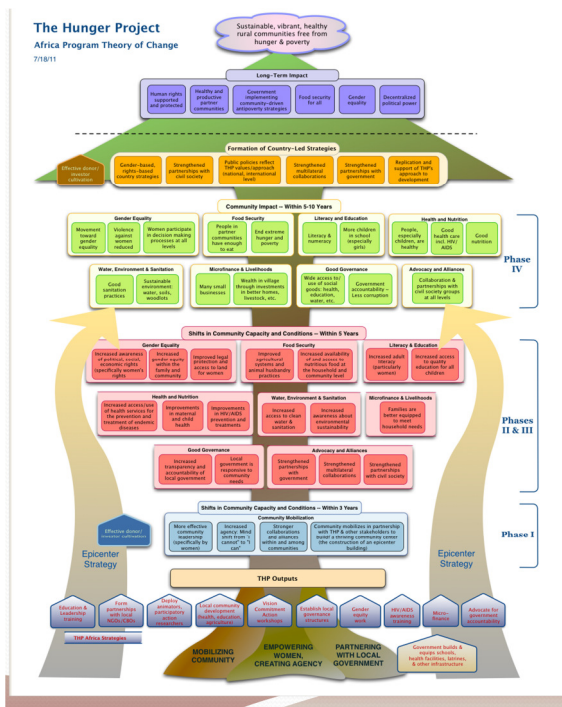 The Hunger Project
Africa Program Theory of Change
7/18/11
Sustainable, vibrant, healthy
rural communities free from
hunger & poverty
Long-Term Impact
Human rights
supported
and protected
Healthy and
productive
partner
communities
Government
implementing
community-driven
antipoverty strategies
Food security
for all
Gender
equality
Decentralized
political power
Formation of Country-Led Strategies
Effective donor/
investor
cultivation
Gender-based,
rights-based
country strategies
Strengthened
partnerships with
civil society
Public policies reflect
THP values/approach
(national, international
level)
Strengthened
multilateral
collaborations
Strengthened
partnerships with
government
Replication and
support of THP's
approach to
development
Community Impact — Within 5-10 Years
Gender Equality
Movement
toward
gender equality
Violence
against
women
reduced
Women participate
in decision making
processes at all
levels
Food Security
People in
partner
communities
have enough
to eat
End extreme
hunger and
poverty
Literacy and Education
Literacy &
numeracy
More children
in school
(especially
girls)
Health and Nutrition
People,
especially
children, are
healthy
Good
health care
incl. HIV/
AIDS
Good
nutrition
Water, Environment & Sanitation
Good
sanitation
practices
Sustainable
environment:
water, soils,
woodlots
Microfinance & Livelihoods
Many small
businesses
Wealth in village
through investments
in better homes,
livestock, etc.
Good Governance
Wide access to/
use of social
goods: health,
education,
water, etc.
Government
accountability –
Less corruption
Advocacy and Alliances
Collaboration &
partnerships with
civil society groups
at all levels
Phase
IV
Shifts in Community Capacity and Conditions — Within 5 Years
Gender Equality
Increased awareness
of political, social,
economic rights
(specifically women's
rights)
Increased
gender equity
within the
family and
community
Improved legal
protection and
access to land
for women
Food Security
Improved
agricultural
systems and
animal husbandry
practices
Increased availability
of and access to
nutritious food at
the household and
community level
Literacy & Education
Increased adult
literacy
(particularly
women)
Increased access
to quality
education for all
children
Health and Nutrition
Increased access/use
of health services for
the prevention and
treatment of endemic
diseases
Improvements
in maternal
and child
health
Improvements
in HIV/AIDS
prevention and
treatments
Water, Environment & Sanitation
Increased
access to clean
water &
sanitation
Increased
awareness about
environmental
sustainability
Microfinance & Livelihoods
Families are
better equipped
to meet
household needs
Good Governance
Increased
transparency and
accountability of
local government
Local
government is
responsive to
community
needs
Advocacy and Alliances
Strengthened
partnerships
with
government
Strengthened
multilateral
collaborations
Strengthened
partnerships
with civil society
Phases
II & III
Shifts in Community Capacity and Conditions — Within 3 Years
Community Mobilization
More effective
community
leadership
(specifically by
women)
Increased
agency: Mind
shift from "I
cannot" to "I
can"
Stronger
collaborations
and alliances
within and among
communities
Community mobilizes in partnership
with THP & other stakeholders to
build a thriving community center
(the construction of an epicenter
building)
Phase I
Effective donor/
investor cultivation
Epicenter
Strategy
Epicenter
Strategy
THP Outputs
Education &
Leadership
training
Form
partnerships
with local
NGOs/CBOs
Deploy
animators,
participatory
action
researchers
Local community
development
(health, education,
agricultural)
Vision
Commitment
Action
workshops
Establish local
governance
structures
Gender
equity
work
HIV/AIDS
awareness
training
Micro-
finance
Advocate for
government
accountability
THP Africa Strategies
MOBILIZING
COMMUNITY
EMPOWERING
WOMEN,
CREATING AGENCY
PARTNERING
WITH LOCAL
GOVERNMENT
Government builds &
equips schools,
health facilities, latrines,
& other infrastructure